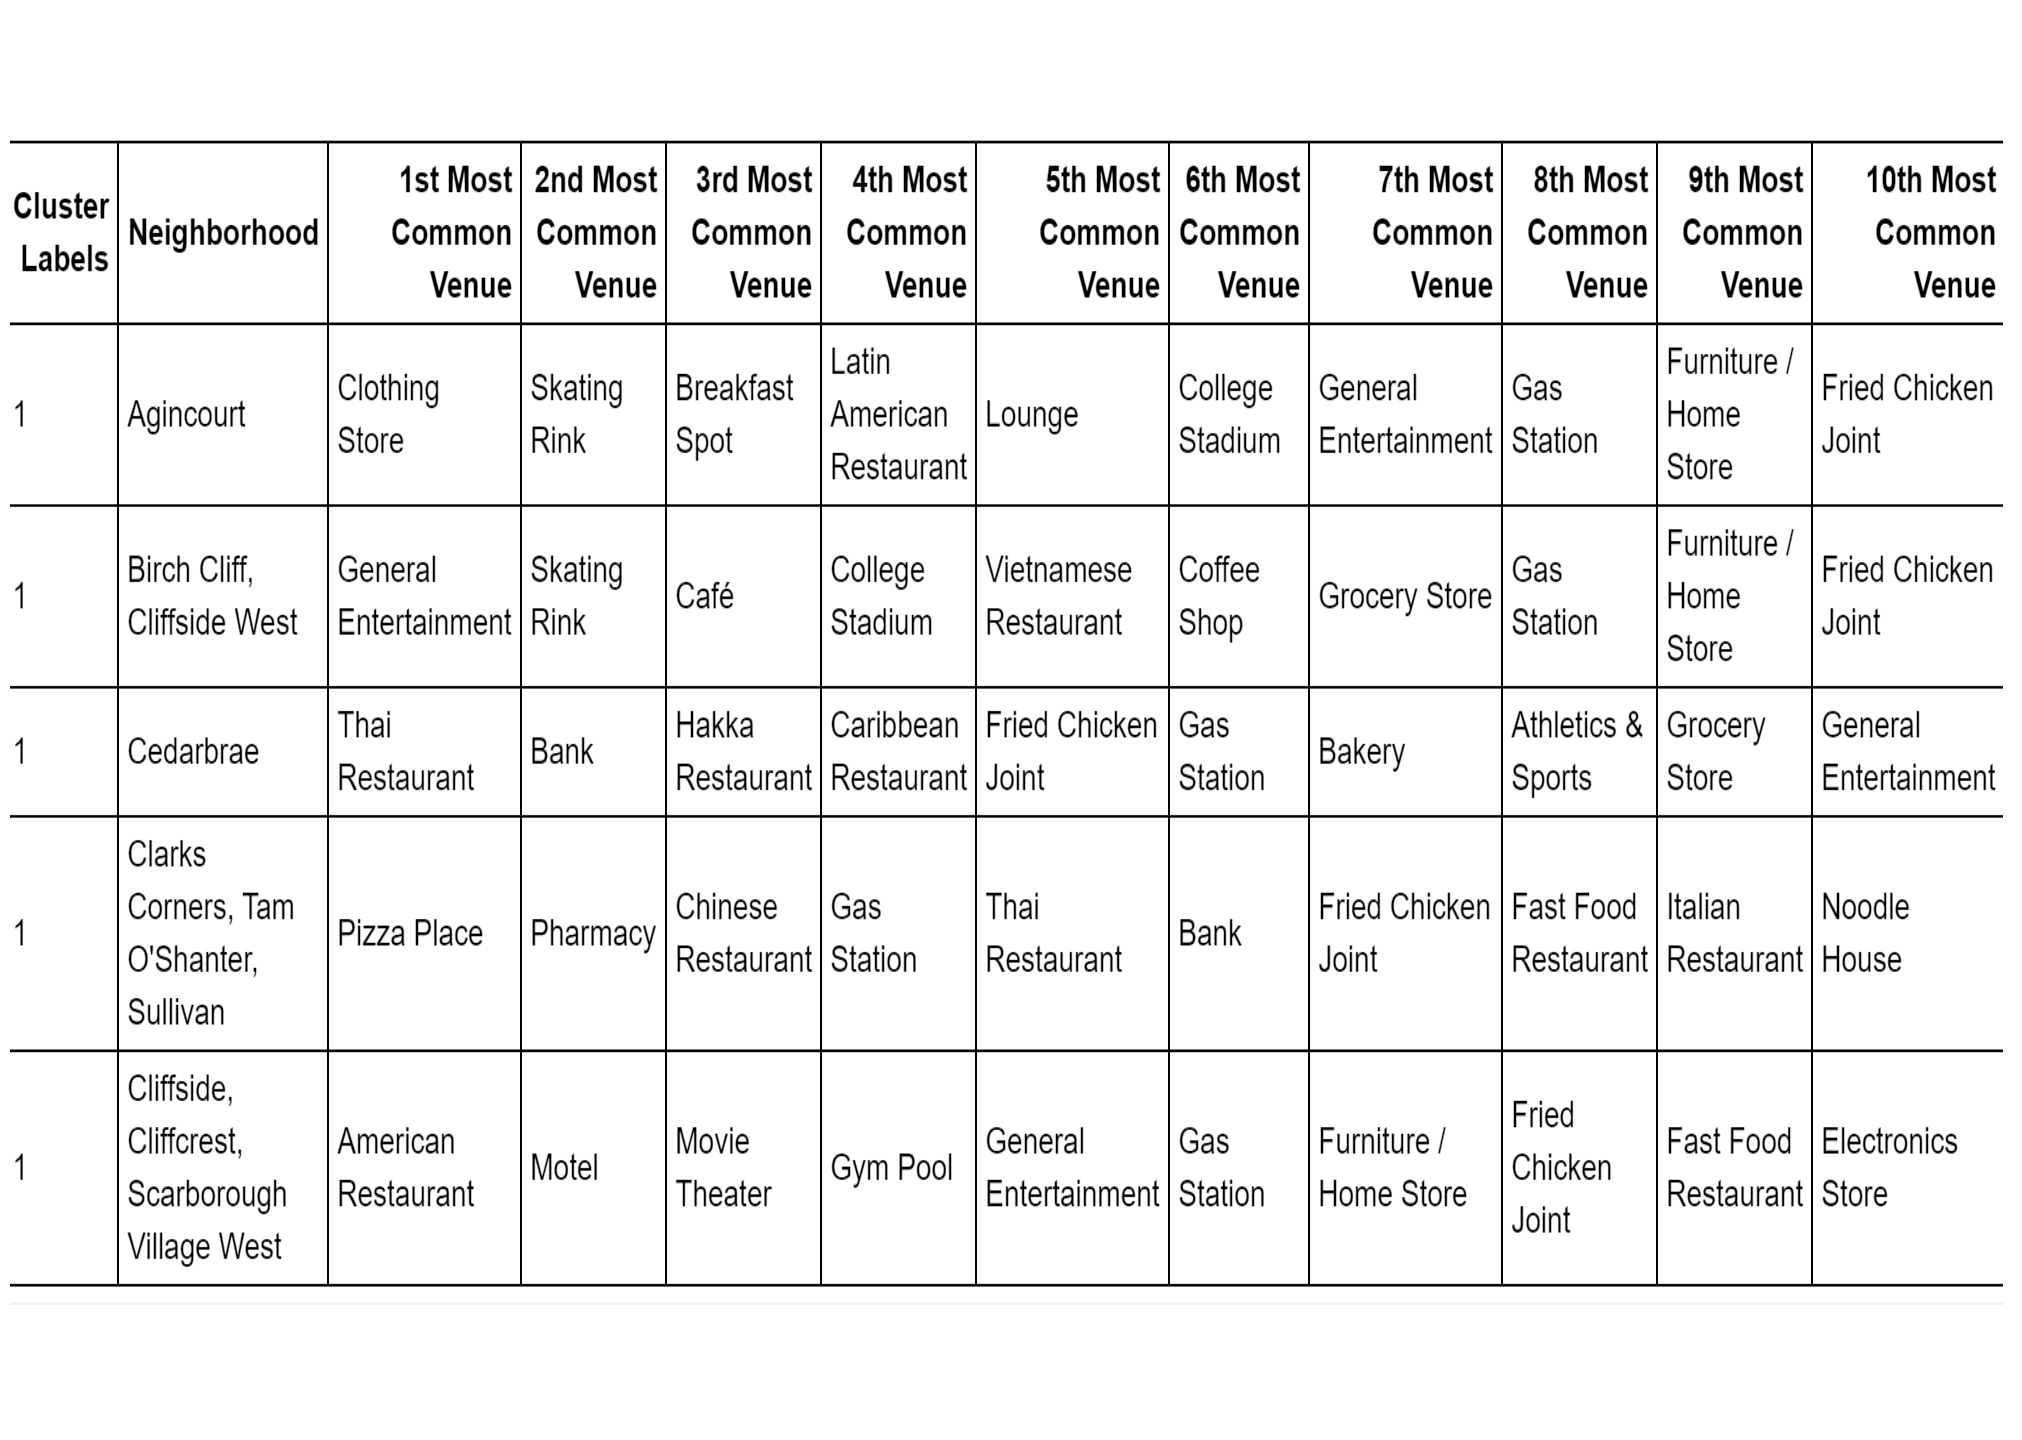 Cluster Labels | Neighborhood | 1st Most Common Venue | 2nd Most Common Venue | 3rd Most Common Venue | 4th Most Common Venue | 5th Most Common Venue | 6th Most Common Venue | 7th Most Common Venue | 8th Most Common Venue | 9th Most Common Venue | 10th Most Common Venue
1 | Agincourt | Clothing Store | Skating Rink | Breakfast Spot | Latin American Restaurant | Lounge | College Stadium | General Entertainment | Gas Station | Furniture / Home Store | Fried Chicken Joint
1 | Birch Cliff, Cliffside West | General Entertainment | Skating Rink | Café | College Stadium | Vietnamese Restaurant | Coffee Shop | Grocery Store | Gas Station | Furniture / Home Store | Fried Chicken Joint
1 | Cedarbrae | Thai Restaurant | Bank | Hakka Restaurant | Caribbean Restaurant | Fried Chicken Joint | Gas Station | Bakery | Athletics & Sports | Grocery Store | General Entertainment
1 | Clarks Corners, Tam O'Shanter, Sullivan | Pizza Place | Pharmacy | Chinese Restaurant | Gas Station | Thai Restaurant | Bank | Fried Chicken Joint | Fast Food Restaurant | Italian Restaurant | Noodle House
1 | Cliffside, Cliffcrest, Scarborough Village West | American Restaurant | Motel | Movie Theater | Gym Pool | General Entertainment | Gas Station | Furniture / Home Store | Fried Chicken Joint | Fast Food Restaurant | Electronics Store